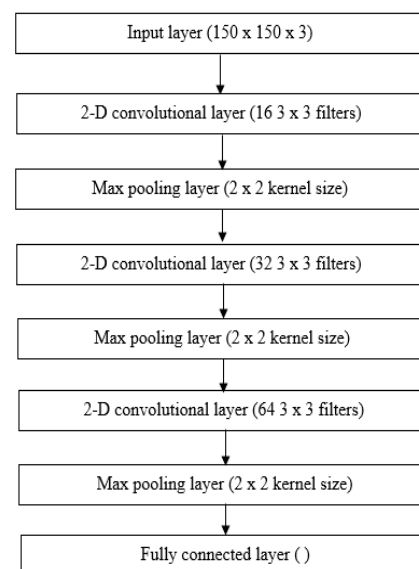 Input layer (150 x 150 x 3)
2-D convolutional layer (16 3 x 3 filters)
Max pooling layer (2 x 2 kernel size)
2-D convolutional layer (32 3 x 3 filters)
Max pooling layer (2 x 2 kernel size)
2-D convolutional layer (64 3 x 3 filters)
Max pooling layer (2 x 2 kernel size)
Fully connected layer ( )